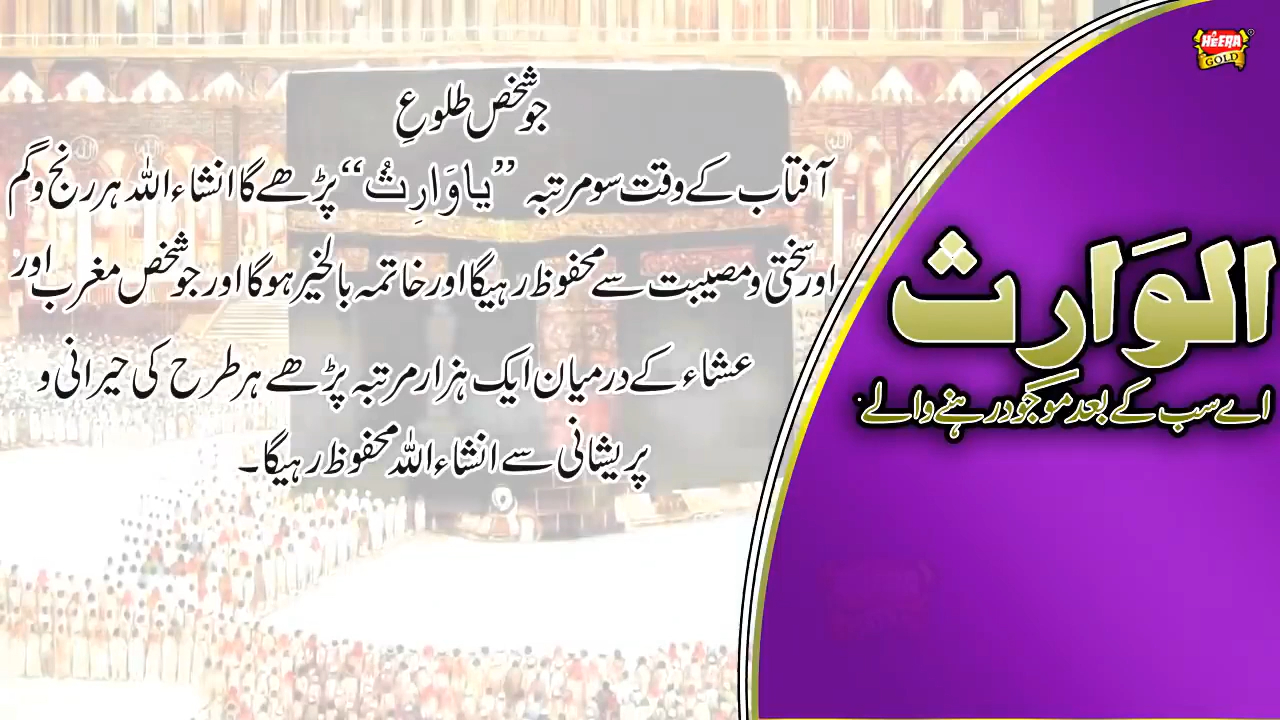 جو شخص طلوعِ
آفتاب کے وقت سو مرتبہ ”یاوَارِثُ“ پڑھے گا انشاء اللہ ہر رنج و گم
اور سختی و مصیبت سے محفوظ رہیگا اور خاتمہ بالخیر ہوگا اور جو شخص مغرب اور
عشاء کے درمیان ایک ہزار مرتبہ پڑھے ہر طرح کی حیرانی و
پریشانی سے انشاء اللہ محفوظ رہیگا۔
HEERA
GOLD
الوَارِث
اے سب کے بعد موجود رہنے والے